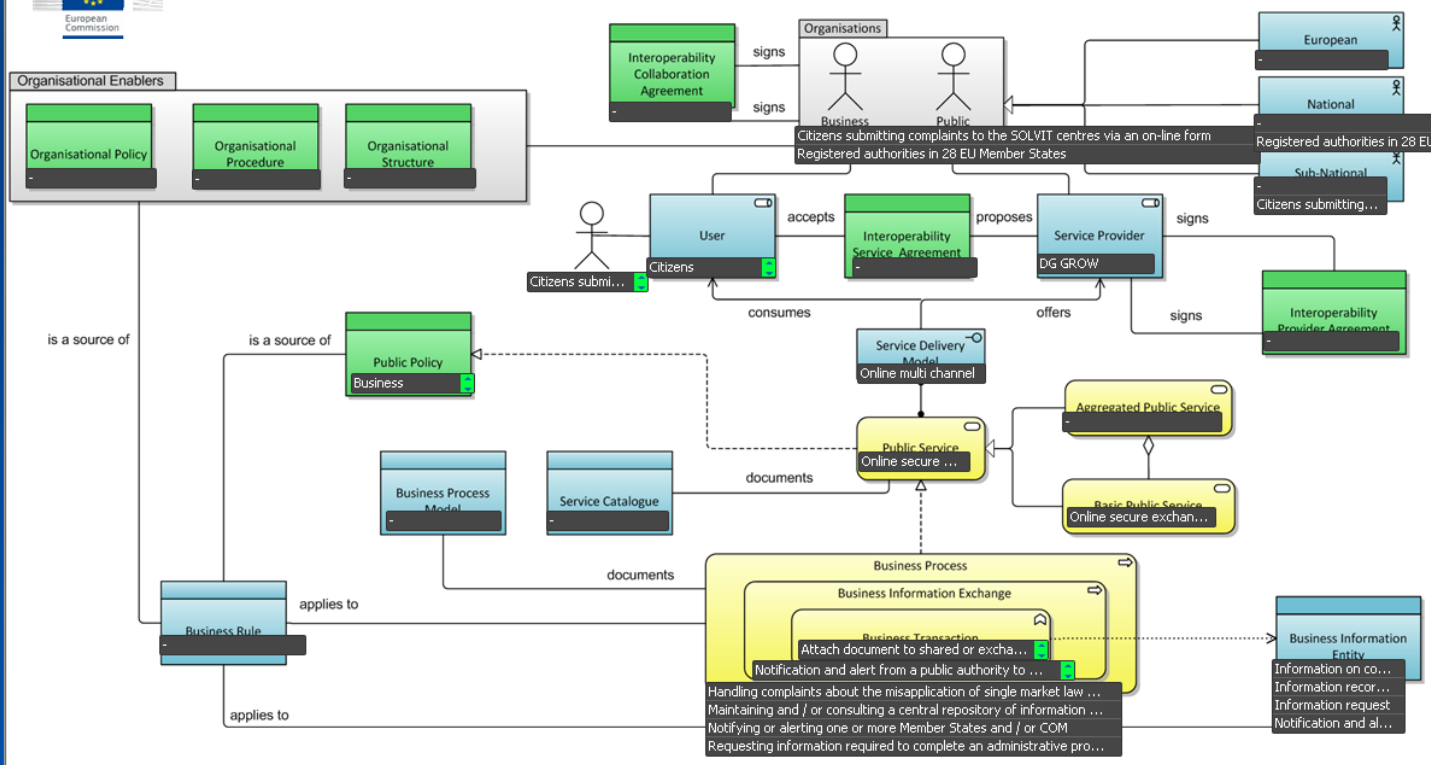 European
Commission
Organisational Enablers
Organisational Policy
-
Organisational
Procedure
-
Organisational
Structure
-
Interoperability
Collaboration
Agreement
-
signs
signs
Organisations
Business
Public
Citizens submitting complaints to the SOLVIT centres via an on-line form
Registered authorities in 28 EU Member States
European
-
National
-
Registered authorities in 28 EU
Sub-National
-
Citizens submitting...
Citizens submi...
User
Citizens
accepts
Interoperability
Service Agreement
-
proposes
Service Provider
DG GROW
signs
signs
Interoperability
Provider Agreement
-
consumes
offers
is a source of
is a source of
Public Policy
Business
Service Delivery
Model
Online multi channel
Public Service
Online secure ...
Aggregated Public Service
-
Basic Public Service
Online secure exchan...
Business Process
Model
-
Service Catalogue
-
documents
documents
Business Rule
-
applies to
applies to
Business Process
Business Information Exchange
Business Transaction
Attach document to shared or excha...
Notification and alert from a public authority to ...
Handling complaints about the misapplication of single market law ...
Maintaining and / or consulting a central repository of information ...
Notifying or alerting one or more Member States and / or COM
Requesting information required to complete an administrative pro...
Business Information
Entity
Information on co...
Information recor...
Information request
Notification and al...